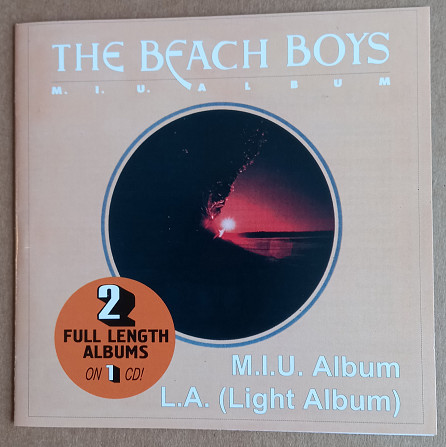 THE BEACH BOYS
M. I. U. ALBUM
2
FULL LENGTH
ALBUMS
ON 1 CD!
M.I.U. Album
L.A. (Light Album)